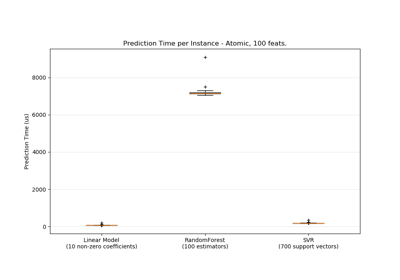 Prediction Time per Instance - Atomic, 100 feats.
Prediction Time (us)
8000
6000
4000
2000
0
Linear Model
(10 non-zero coefficients)
RandomForest
(100 estimators)
SVR
(700 support vectors)